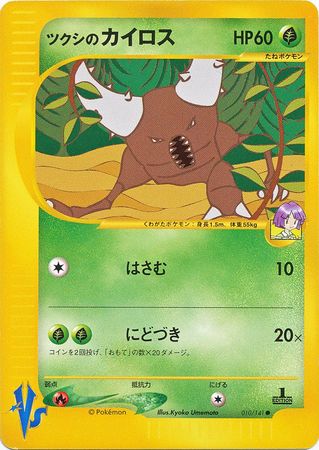 ツクシのカイロス HP60
たねポケモン
くわがたポケモン:身長1.5m、体重55kg
はさむ 10
にどづき 20×
コインを2回投げ、「おもて」の数×20ダメージ。
弱点 抵抗力 にげる
©Pokémon Illus.Kyoko Umemoto 1 EDITION
VS 010/141 ●